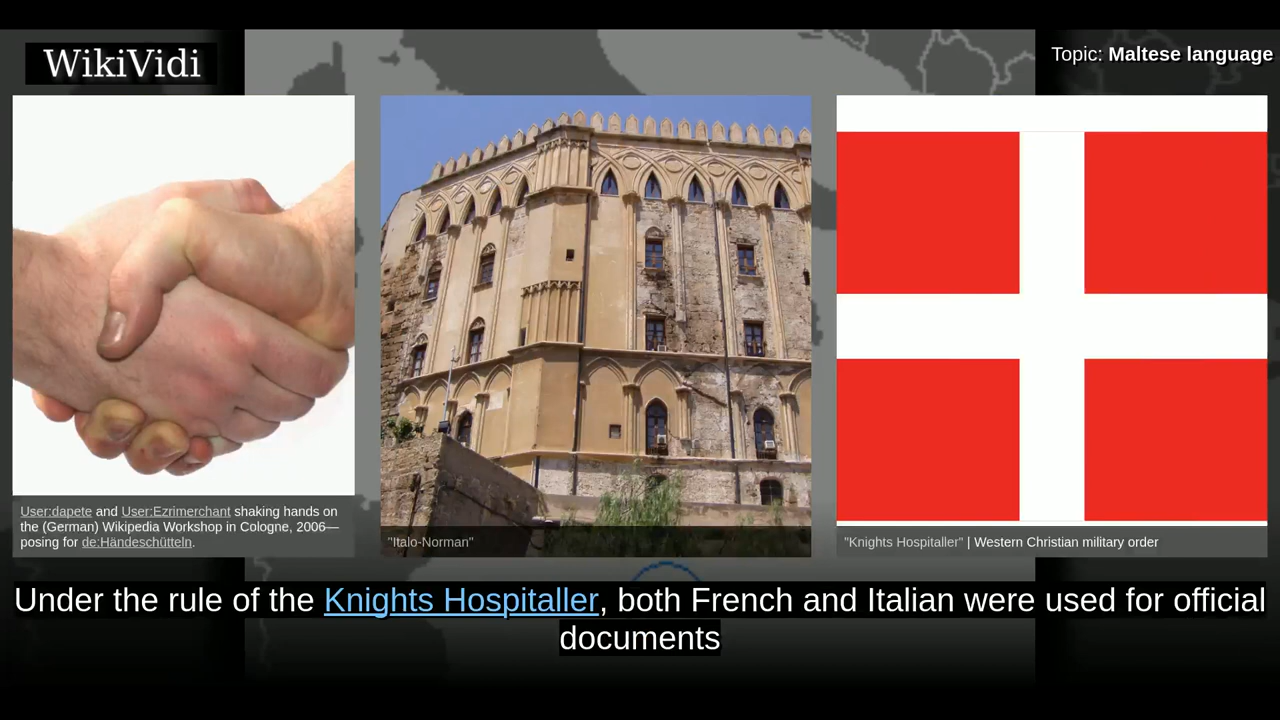 WikiVidi
Topic: Maltese language
User:dapete and User:Ezrimerchant shaking hands on
the (German) Wikipedia Workshop in Cologne, 2006—
posing for de:Händeschütteln.
"Italo-Norman"
"Knights Hospitaller" | Western Christian military order
Under the rule of the Knights Hospitaller, both French and Italian were used for official
documents